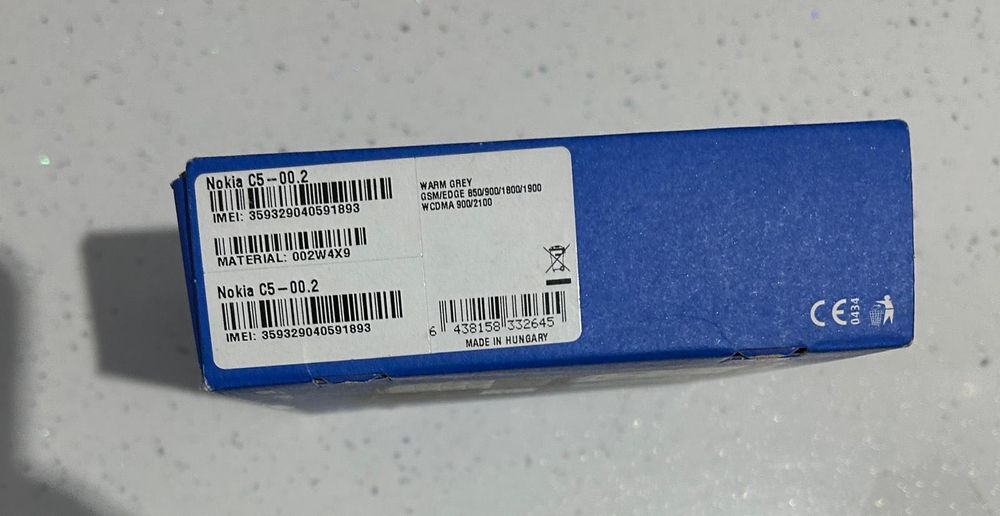 Nokia C5-00.2
IMEI: 359329040591893
MATERIAL: 002W4X9
Nokia C5-00.2
IMEI: 359329040591893
WARM GREY
GSM/EDGE 850/900/1800/1900
WCDMA 900/2100
6 438158 332645
MADE IN HUNGARY
CE 0434